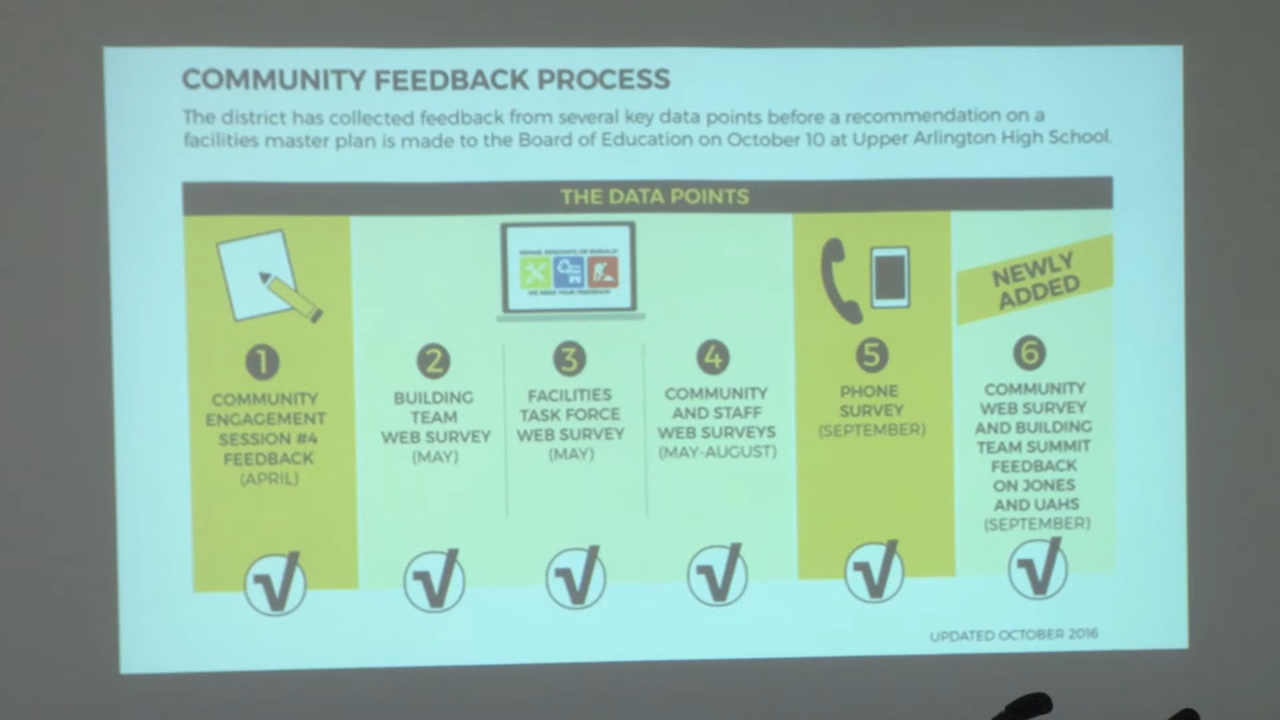 COMMUNITY FEEDBACK PROCESS
The district has collected feedback from several key data points before a recommendation on a
facilities master plan is made to the Board of Education on October 10 at Upper Arlington High School.
THE DATA POINTS
WE NEED YOUR FEEDBACK!
NEWLY
ADDED
1
COMMUNITY
ENGAGEMENT
SESSION #4
FEEDBACK
(APRIL)
2
BUILDING
TEAM
WEB SURVEY
(MAY)
3
FACILITIES
TASK FORCE
WEB SURVEY
(MAY)
4
COMMUNITY
AND STAFF
WEB SURVEYS
(MAY-AUGUST)
5
PHONE
SURVEY
(SEPTEMBER)
6
COMMUNITY
WEB SURVEY
AND BUILDING
TEAM SUMMIT
FEEDBACK
ON JONES
AND UAHS
(SEPTEMBER)
UPDATED OCTOBER 2016